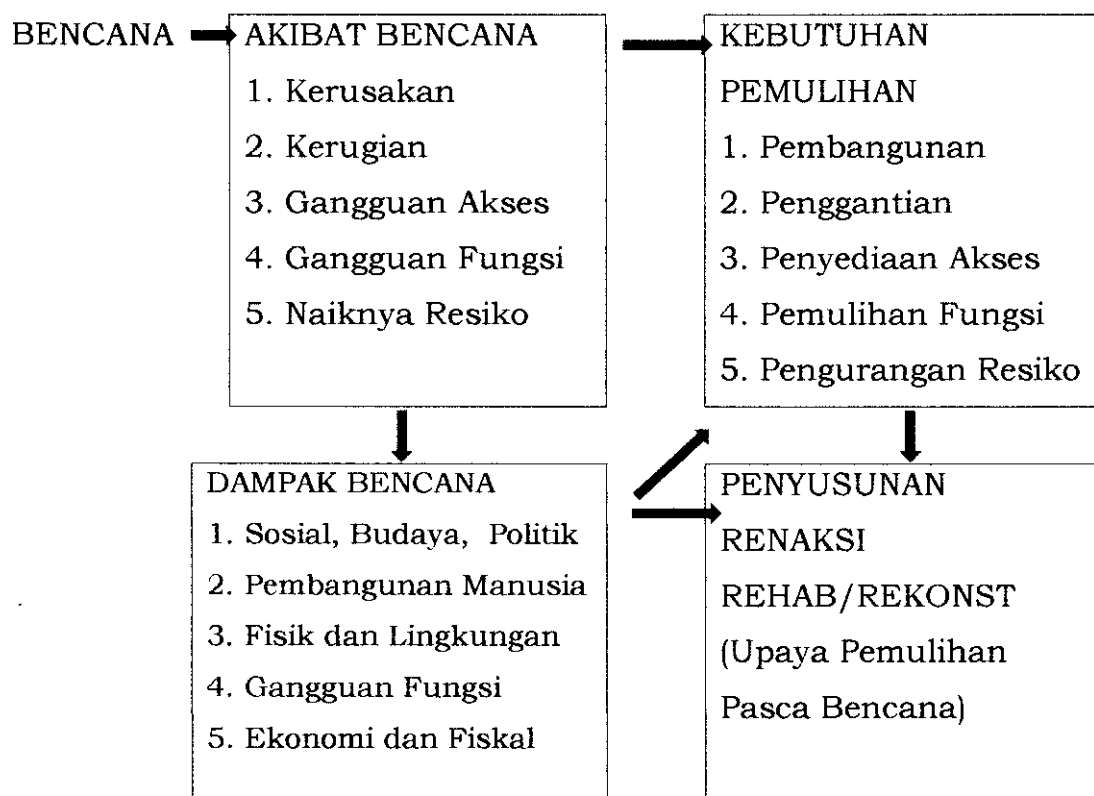 BENCANA
AKIBAT BENCANA
1. Kerusakan
2. Kerugian
3. Gangguan Akses
4. Gangguan Fungsi
5. Naiknya Resiko
KEBUTUHAN
PEMULIHAN
1. Pembangunan
2. Penggantian
3. Penyediaan Akses
4. Pemulihan Fungsi
5. Pengurangan Resiko
DAMPAK BENCANA
1. Sosial, Budaya, Politik
2. Pembangunan Manusia
3. Fisik dan Lingkungan
4. Gangguan Fungsi
5. Ekonomi dan Fiskal
PENYUSUNAN
RENAKSI
REHAB/REKONST
(Upaya Pemulihan
Pasca Bencana)